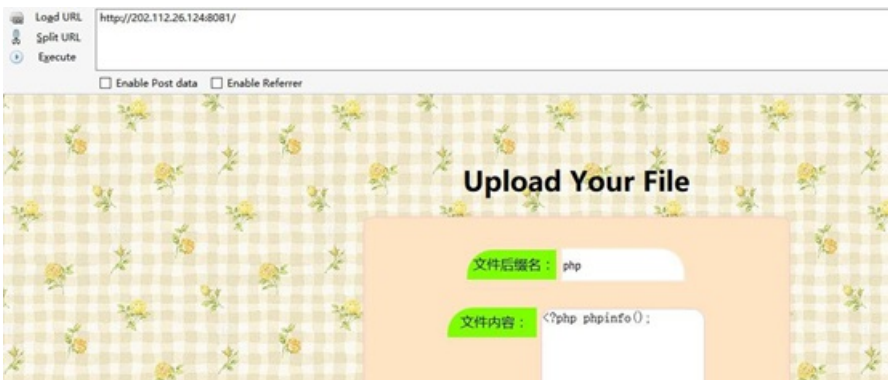 Load URL
http://202.112.26.124:8081/
Split URL
Execute
Enable Post data Enable Referrer
Upload Your File
文件后缀名： php
文件内容： <?php phpinfo();